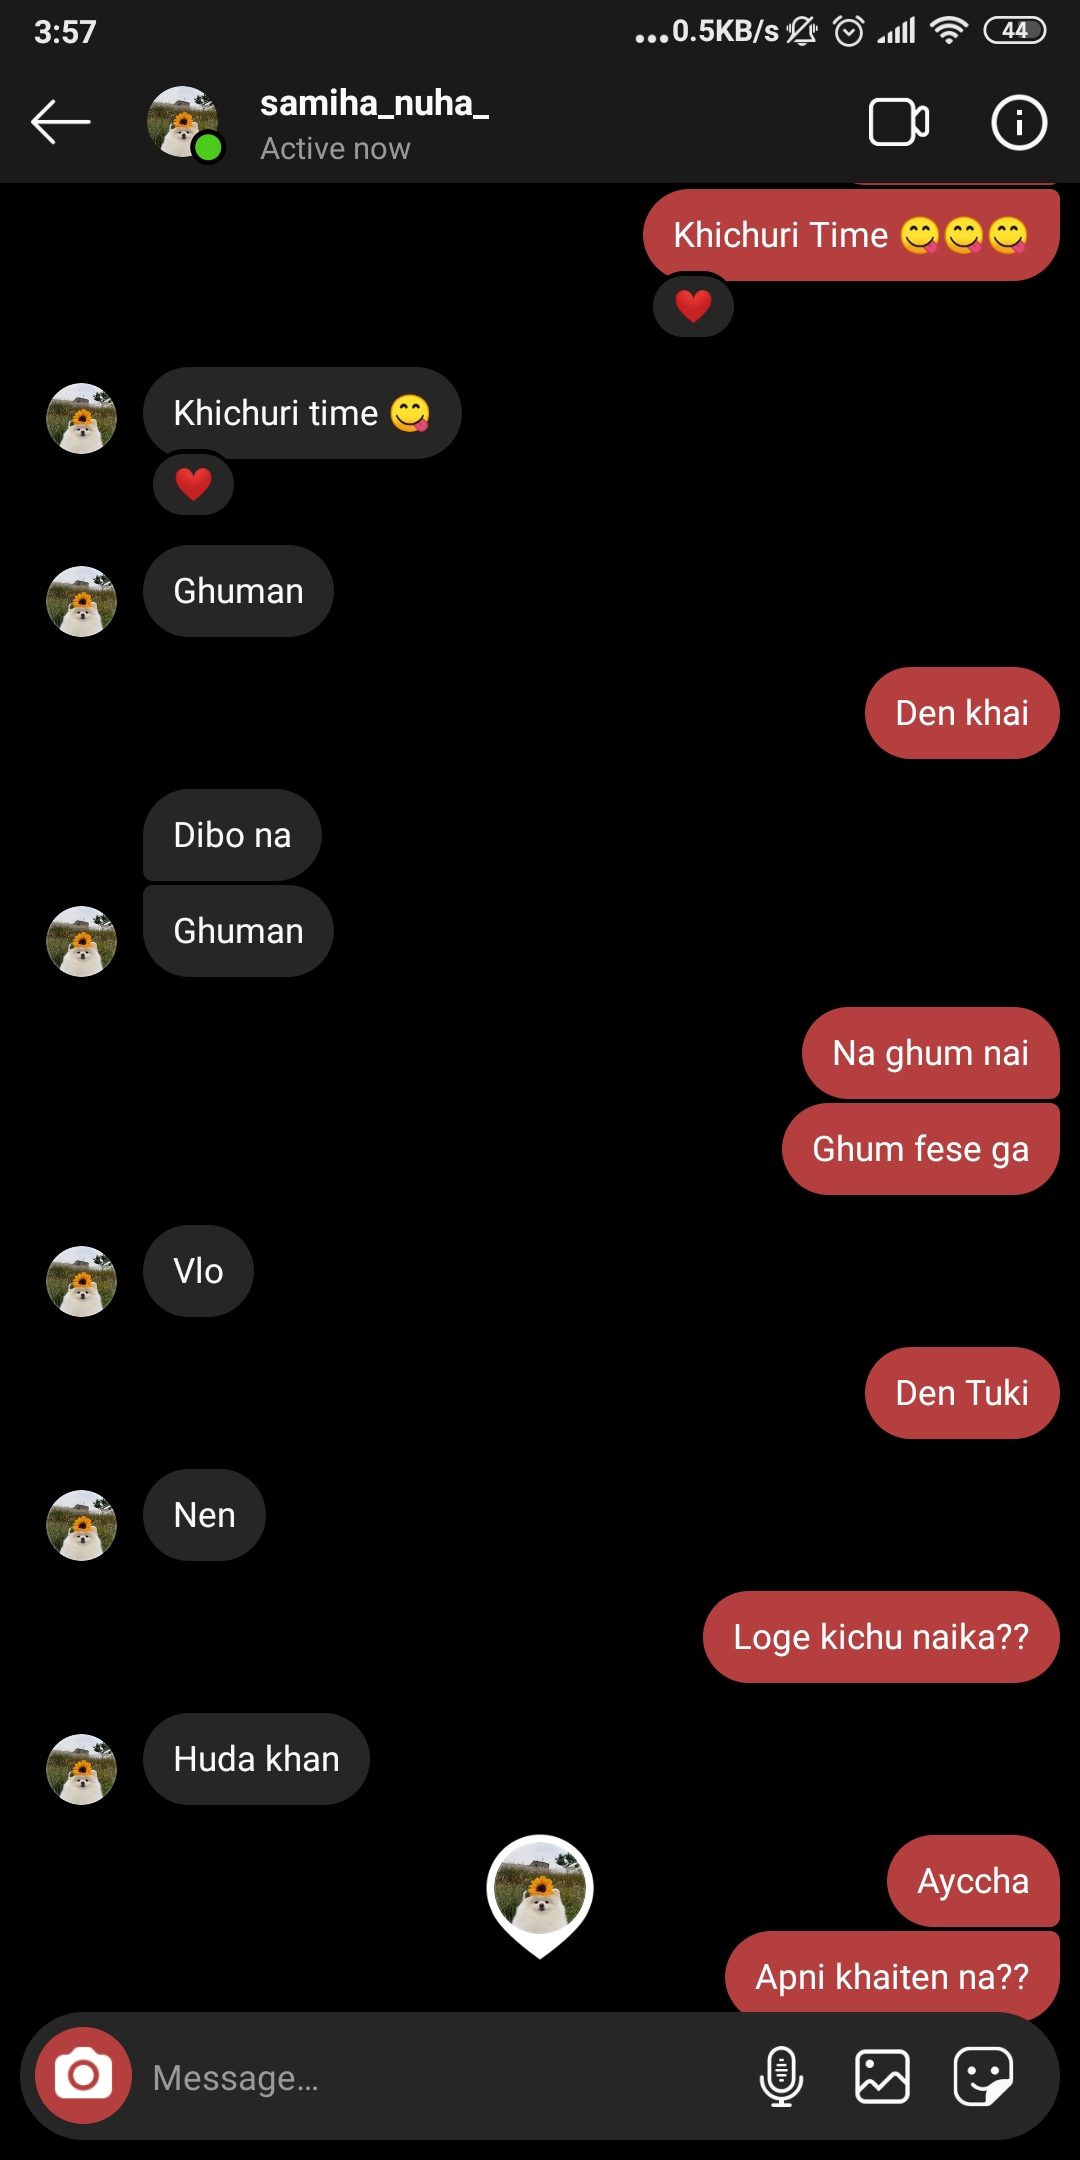 3:57
...0.5KB/s
44
samiha_nuha_
Active now
Khichuri Time 😋😋😋
❤️
Khichuri time 😋
❤️
Ghuman
Den khai
Dibo na
Ghuman
Na ghum nai
Ghum fese ga
Vlo
Den Tuki
Nen
Loge kichu naika??
Huda khan
Ayccha
Apni khaiten na??
Message...